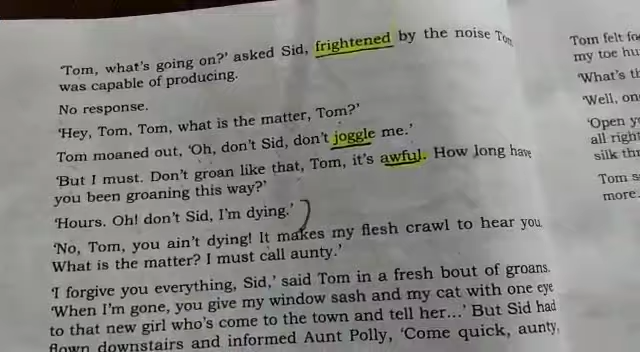 'Tom, what's going on?' asked Sid, frightened by the noise Tom
was capable of producing.
No response.
'Hey, Tom, Tom, what is the matter, Tom?'
Tom moaned out, 'Oh, don't Sid, don't joggle me.'
'But I must. Don't groan like that, Tom, it's awful. How long have
you been groaning this way?'
'Hours. Oh! don't Sid, I'm dying.'
'No, Tom, you ain't dying! It makes my flesh crawl to hear you
What is the matter? I must call aunty.'
'I forgive you everything, Sid,' said Tom in a fresh bout of groans.
'When I'm gone, you give my window sash and my cat with one eye
to that new girl who's come to the town and tell her...' But Sid had
flown downstairs and informed Aunt Polly, 'Come quick, aunty,
Tom felt
my toe
'What's
'Well,
'Open
all right
silk
Tom
more.